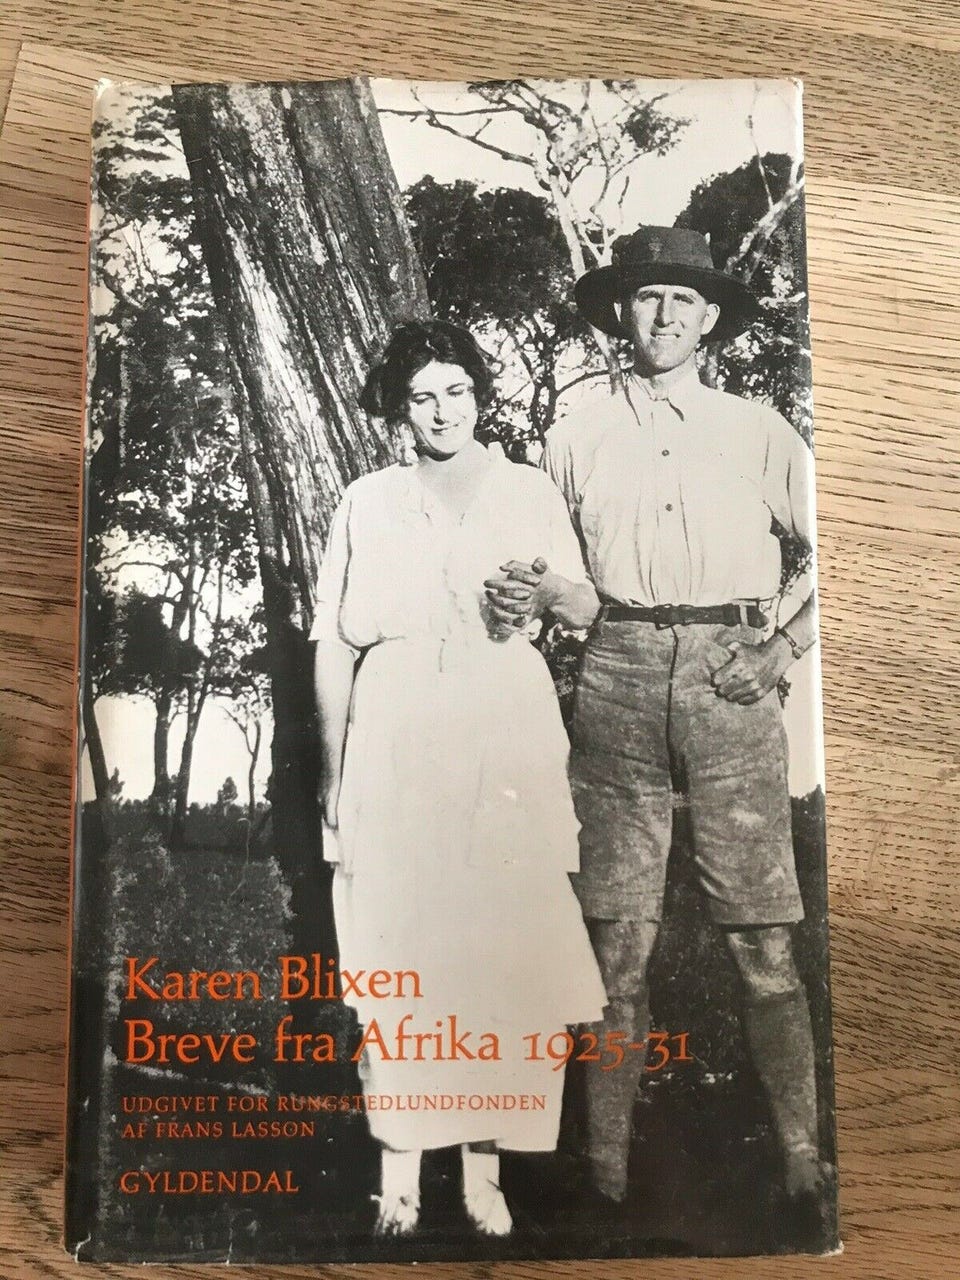 Karen Blixen
Breve fra Afrika 1925-31
UDGIVET FOR RUNGSTEDLUNDFONDEN
AF FRANS LASSON
GYLDENDAL